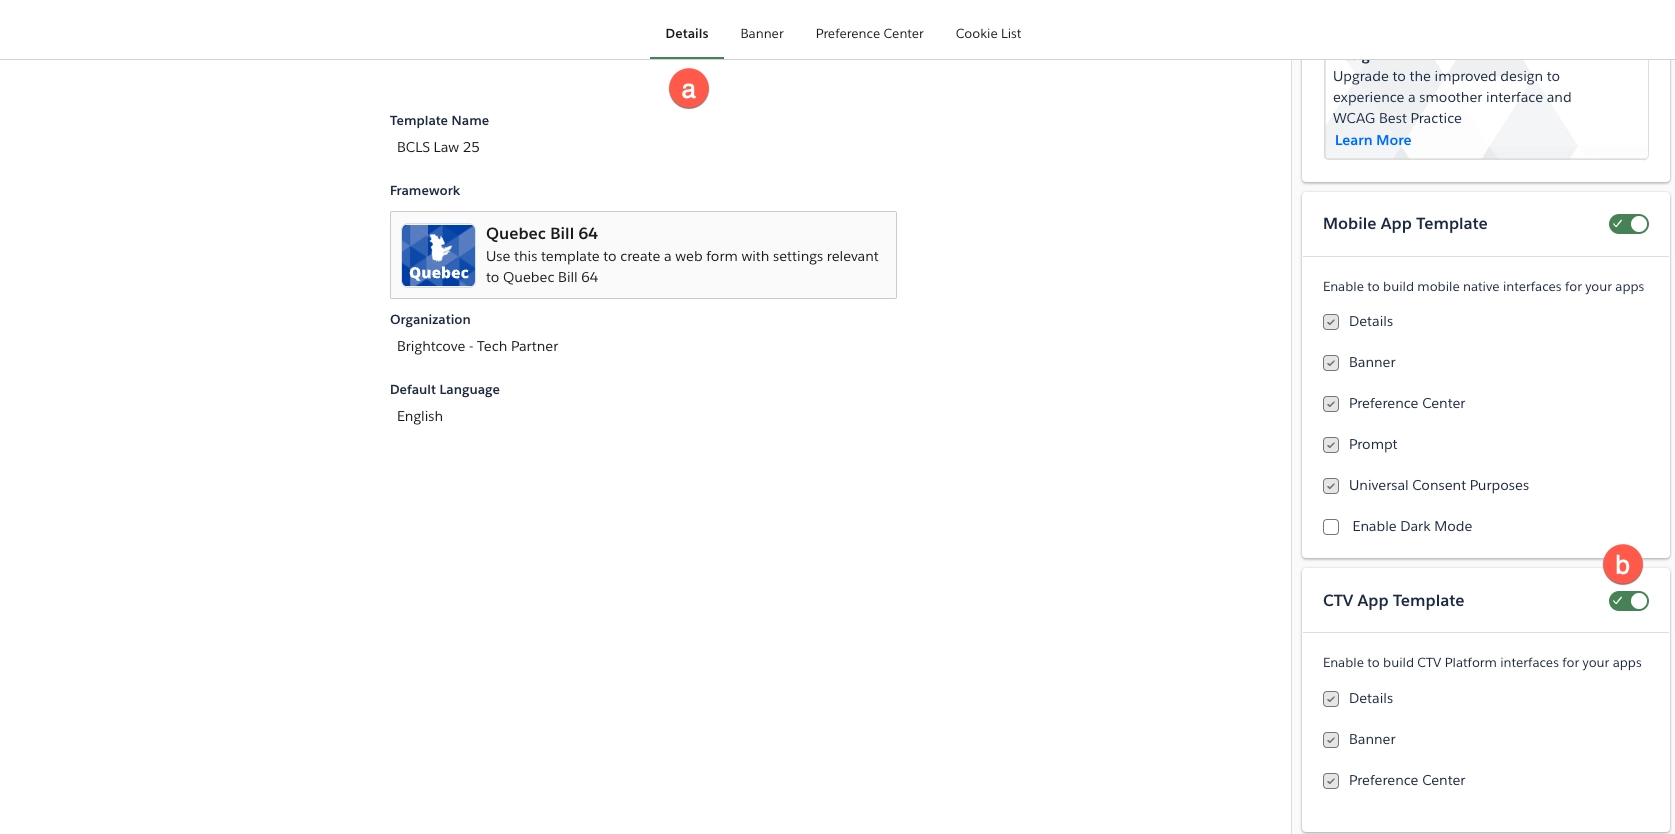 Details Banner Preference Center Cookie List
a
Template Name
BCLS Law 25
Framework
Quebec
Quebec Bill 64
Use this template to create a web form with settings relevant
to Quebec Bill 64
Organization
Brightcove - Tech Partner
Default Language
English
Upgrade to the improved design to
experience a smoother interface and
WCAG Best Practice
Learn More
Mobile App Template
Enable to build mobile native interfaces for your apps
Details
Banner
Preference Center
Prompt
Universal Consent Purposes
Enable Dark Mode
b
CTV App Template
Enable to build CTV Platform interfaces for your apps
Details
Banner
Preference Center